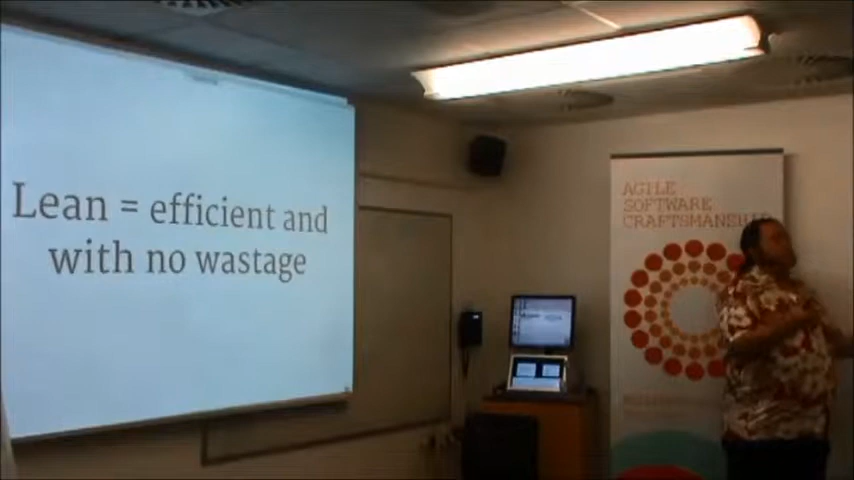 Lean = efficient and
with no wastage
AGILE
SOFTWARE
CRAFTSMANSHIP